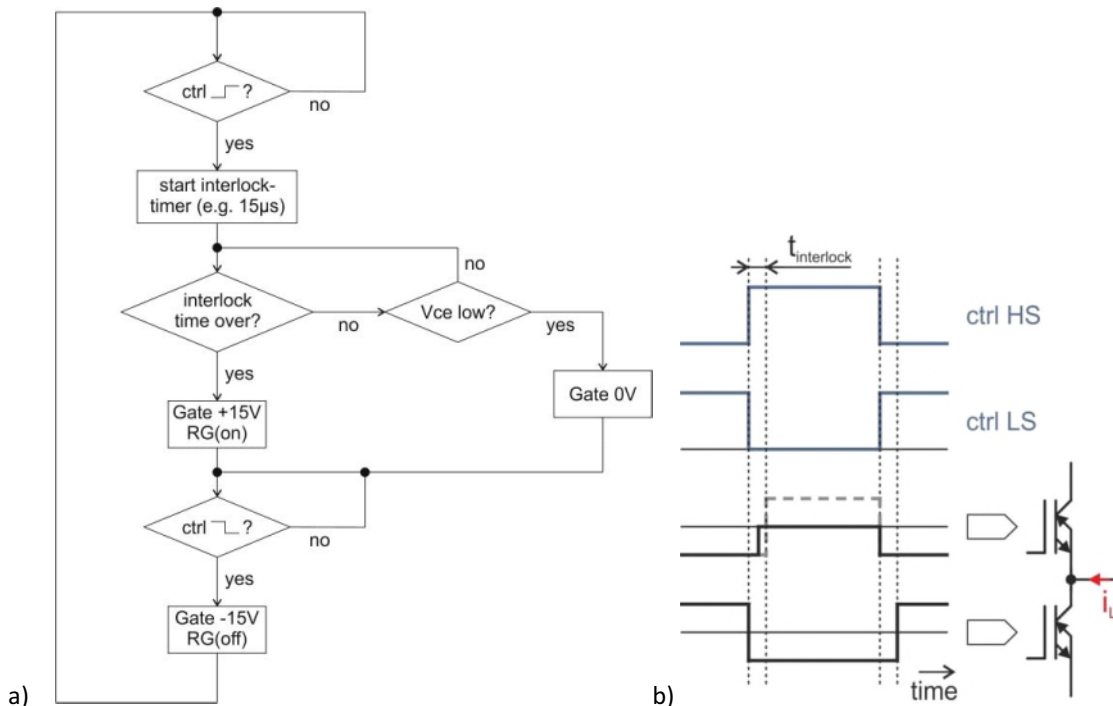 ctrl ?
no
yes
start interlock-
timer (e.g. 15µs)
no
interlock
time over?
no
Vce low?
yes
yes
Gate 0V
Gate +15V
RG(on)
ctrl ?
no
yes
Gate -15V
RG(off)
a)
t interlock
ctrl HS
ctrl LS
i L
time
b)